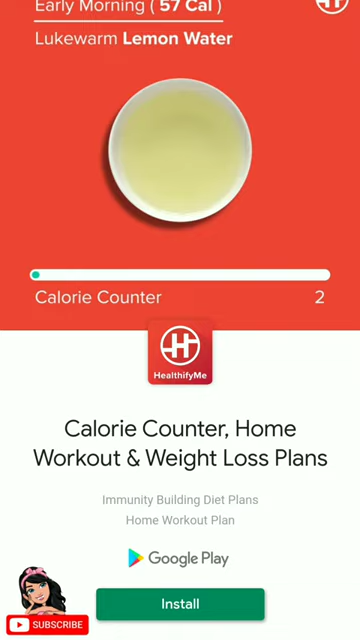 Early Morning ( 57 Cal )
Lukewarm Lemon Water
Calorie Counter 2
HealthifyMe
Calorie Counter, Home
Workout & Weight Loss Plans
Immunity Building Diet Plans
Home Workout Plan
Google Play
Install
SUBSCRIBE